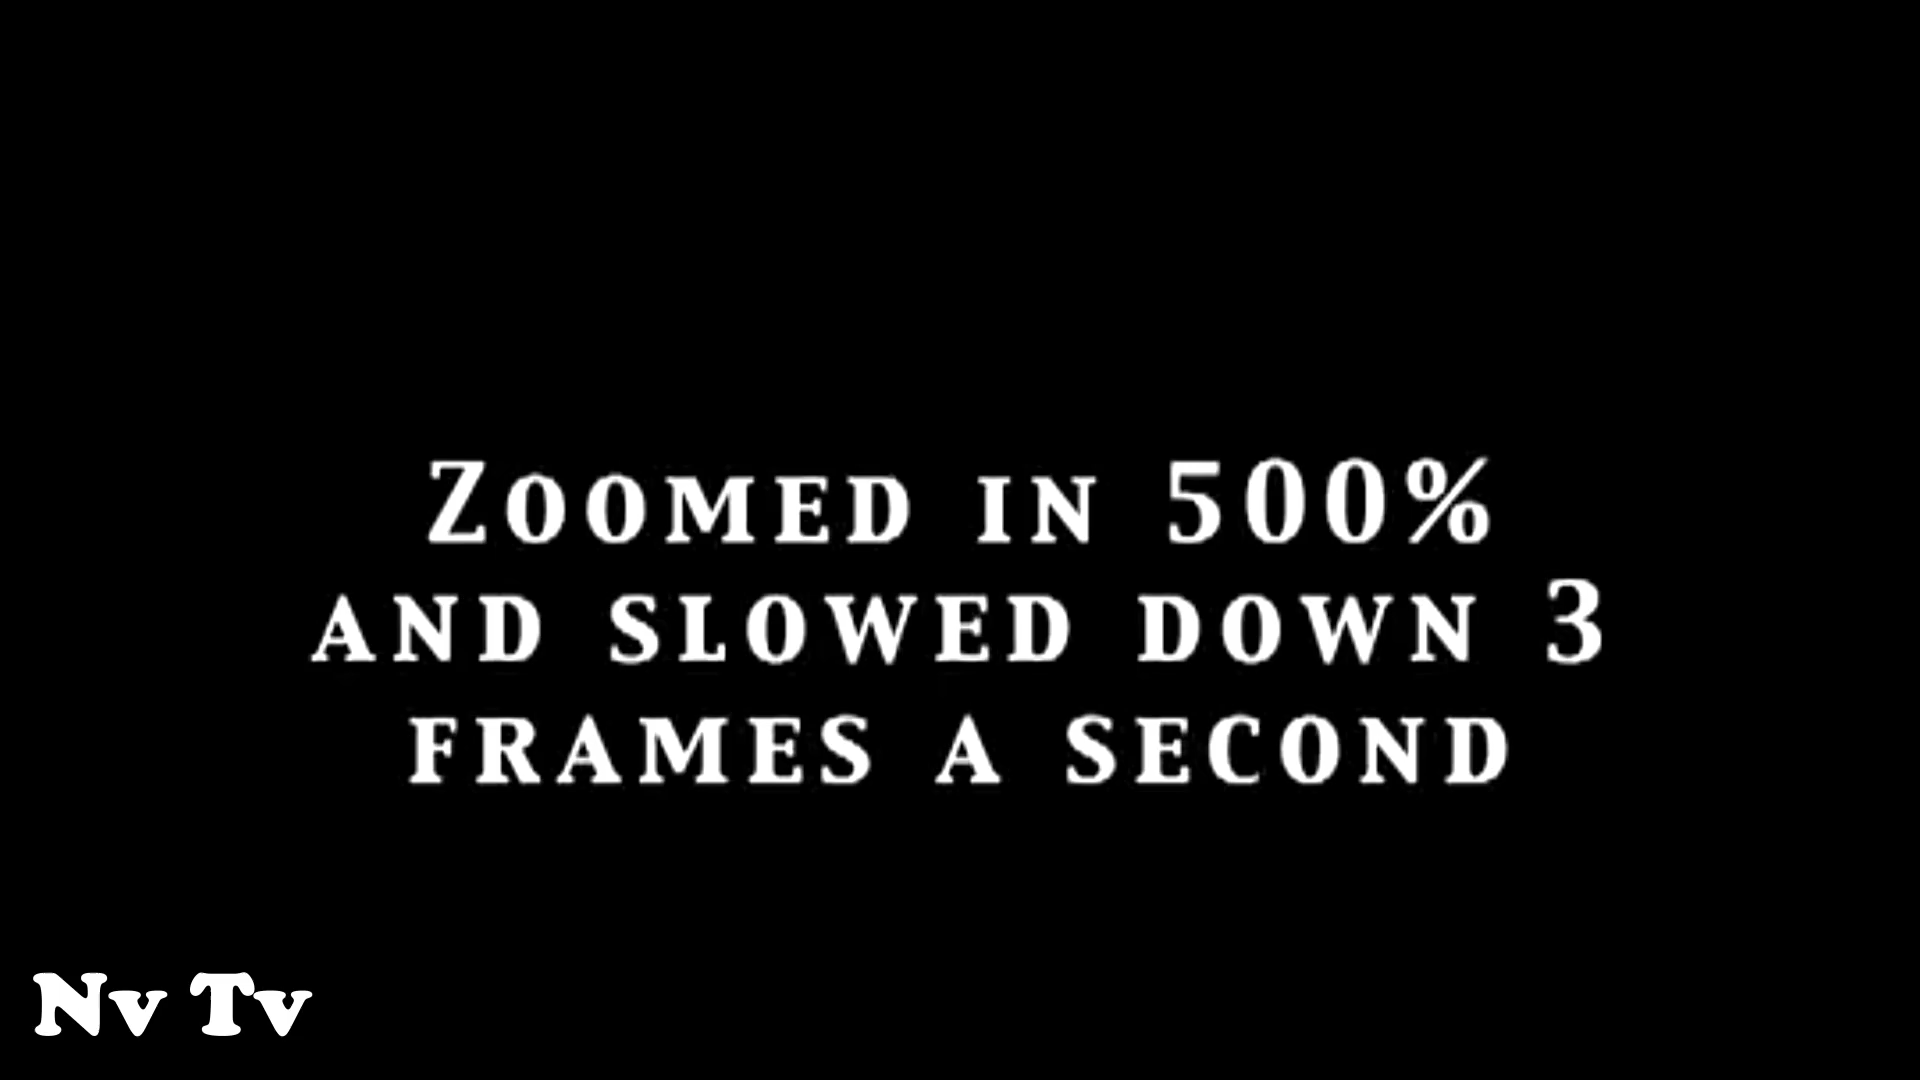 Zoomed in 500%
and slowed down 3
frames a second
Nv Tv